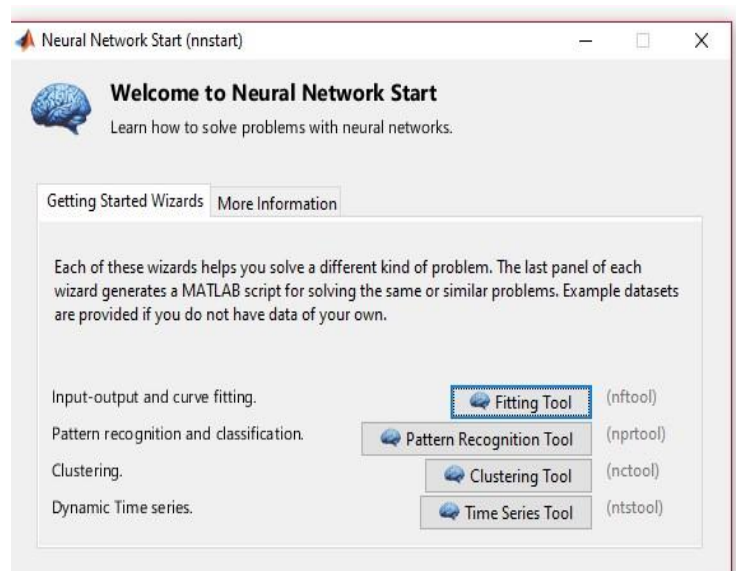 Neural Network Start (nnstart)
Welcome to Neural Network Start
Learn how to solve problems with neural networks.
Getting Started Wizards More Information
Each of these wizards helps you solve a different kind of problem. The last panel of each
wizard generates a MATLAB script for solving the same or similar problems. Example datasets
are provided if you do not have data of your own.
Input-output and curve fitting. Fitting Tool (nftool)
Pattern recognition and classification. Pattern Recognition Tool (nprtool)
Clustering. Clustering Tool (nctool)
Dynamic Time series. Time Series Tool (ntstool)